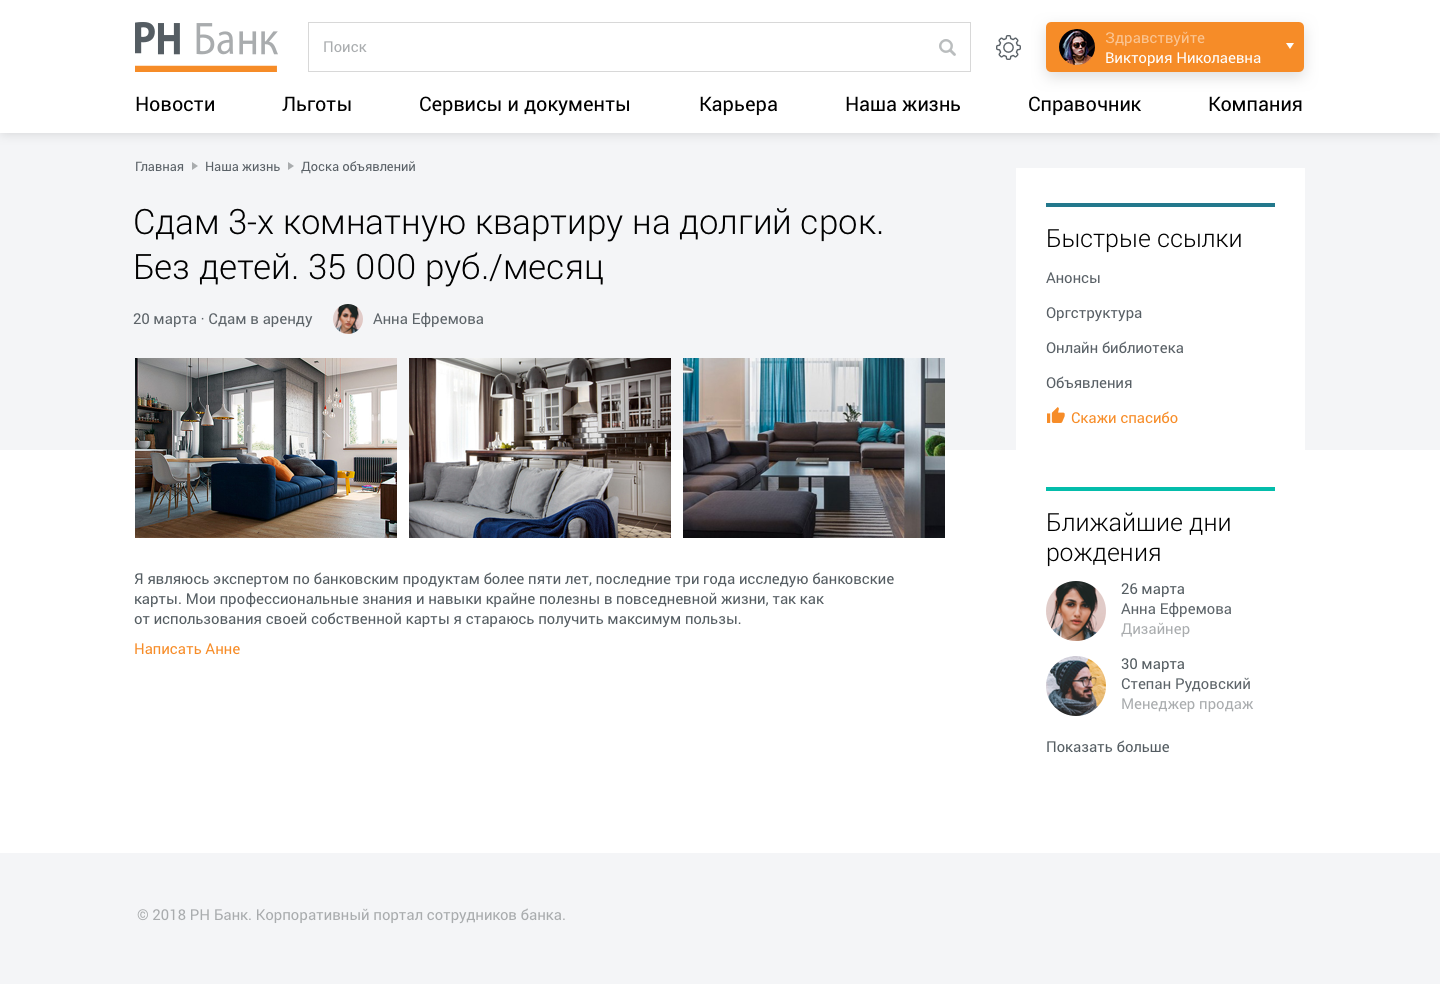 РН Банк
Поиск
Здравствуйте
Виктория Николаевна
Новости
Льготы
Сервисы и документы
Карьера
Наша жизнь
Справочник
Компания
Главная
Наша жизнь
Доска объявлений
Сдам 3-х комнатную квартиру на долгий срок.
Без детей. 35 000 руб./месяц
20 марта · Сдам в аренду
Анна Ефремова
Я являюсь экспертом по банковским продуктам более пяти лет, последние три года исследую банковские
карты. Мои профессиональные знания и навыки крайне полезны в повседневной жизни, так как
от использования своей собственной карты я стараюсь получить максимум пользы.
Написать Анне
Быстрые ссылки
Анонсы
Оргструктура
Онлайн библиотека
Объявления
Скажи спасибо
Ближайшие дни
рождения
26 марта
Анна Ефремова
Дизайнер
30 марта
Степан Рудовский
Менеджер продаж
Показать больше
© 2018 РН Банк. Корпоративный портал сотрудников банка.